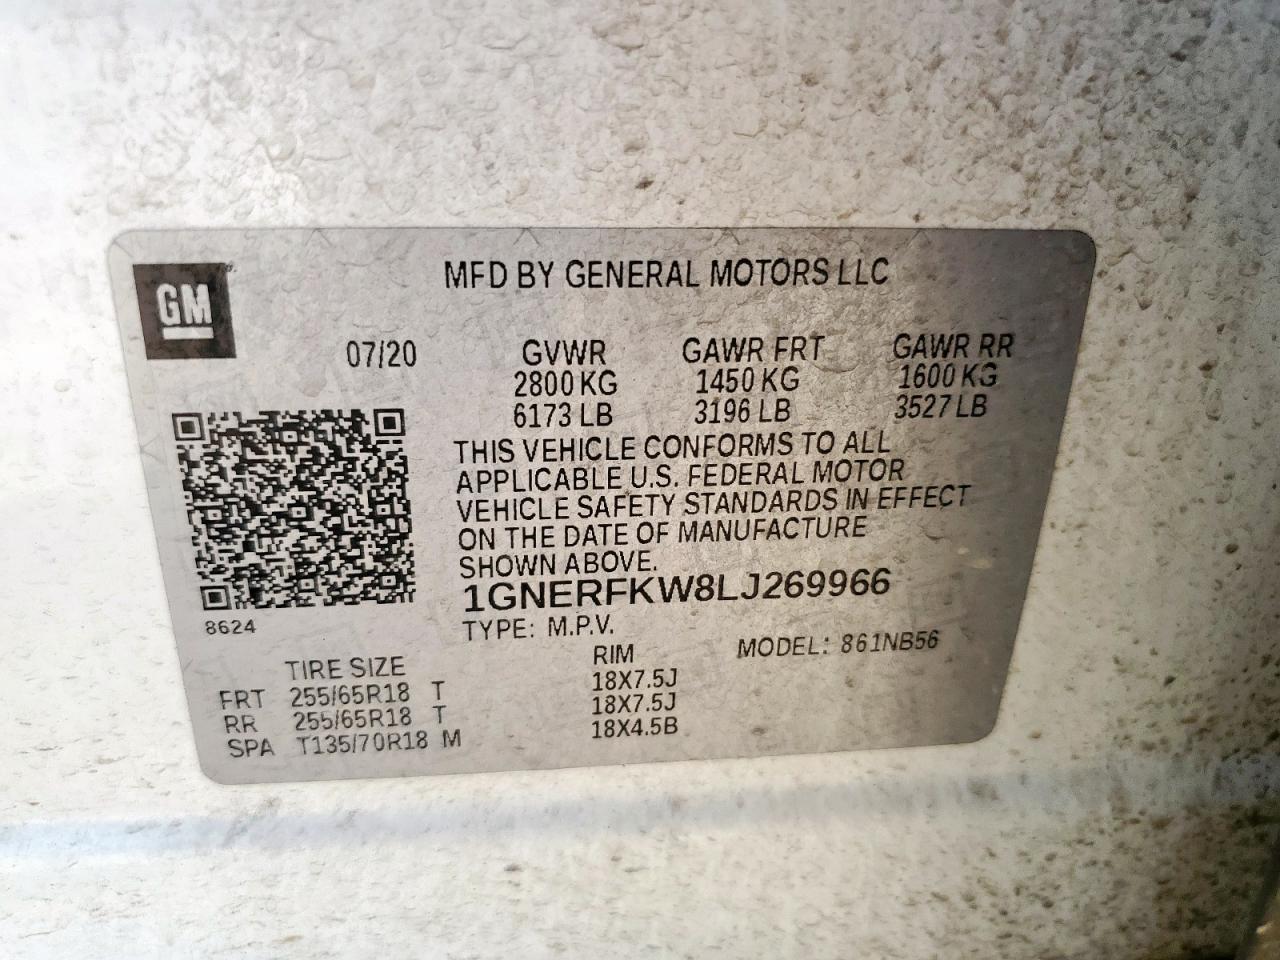 MFD BY GENERAL MOTORS LLC
GM
07/20 GVWR GAWR FRT GAWR RR
2800 KG 1450 KG 1600 KG
6173 LB 3196 LB 3527 LB
THIS VEHICLE CONFORMS TO ALL
APPLICABLE U.S. FEDERAL MOTOR
VEHICLE SAFETY STANDARDS IN EFFECT
ON THE DATE OF MANUFACTURE
SHOWN ABOVE.
1GNERFKW8LJ269966
8624
TYPE: M.P.V. MODEL: 861NB56
TIRE SIZE RIM
FRT 255/65R18 T 18X7.5J
RR 255/65R18 T 18X7.5J
SPA T135/70R18 M 18X4.5B